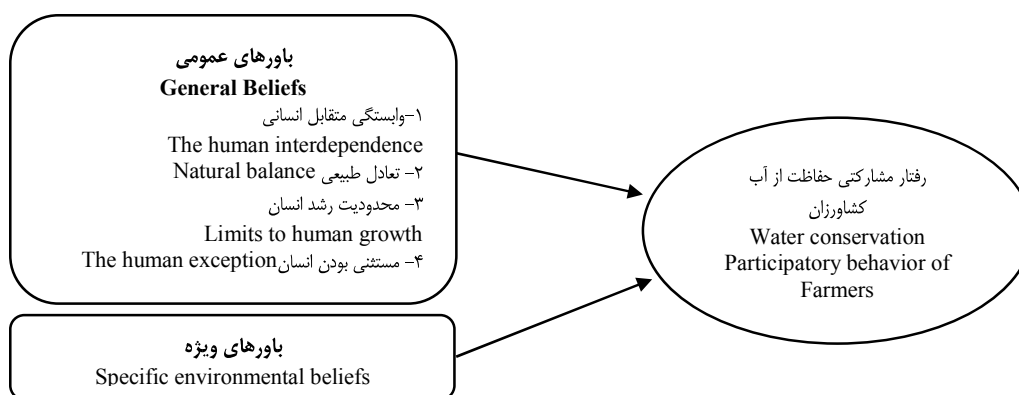 باورهای عمومی
General Beliefs
۱-وابستگی متقابل انسانی
The human interdependence
۲- تعادل طبیعی Natural balance
۳- محدودیت رشد انسان
Limits to human growth
۴- مستثنی بودن انسان The human exception
باورهای ویژه
Specific environmental beliefs
رفتار مشارکتی حفاظت از آب
کشاورزان
Water conservation
Participatory behavior of
Farmers